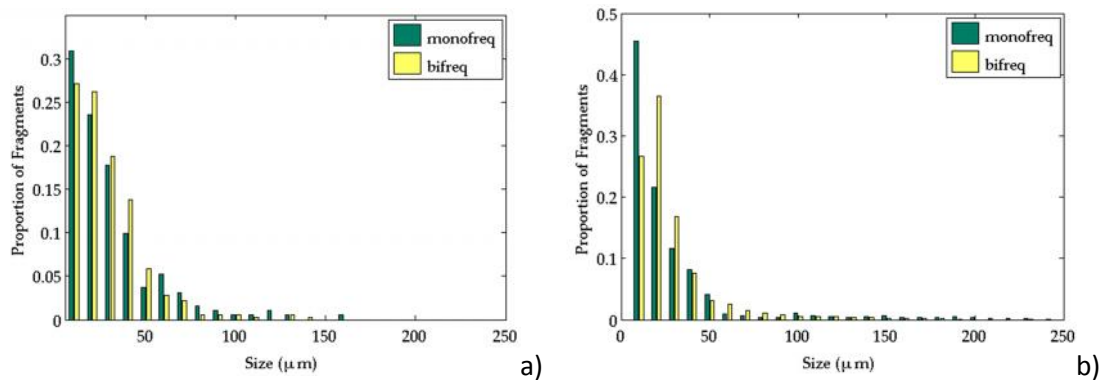 monofreq
bifreq
Proportion of Fragments
0.3
0.25
0.2
0.15
0.1
0.05
0
50
100
150
200
250
Size (μ m)
a)
monofreq
bifreq
Proportion of Fragments
0.5
0.4
0.3
0.2
0.1
0
0
50
100
150
200
250
Size (μ m)
b)